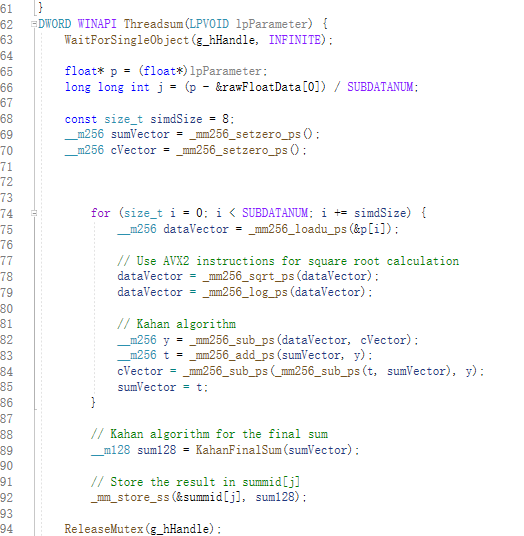 61 }
62 DWORD WINAPI Threadsum(LPVOID lpParameter) {
63 WaitForSingleObject(g_hHandle, INFINITE);
64
65 float* p = (float*)lpParameter;
66 long long int j = (p - &rawFloatData[0]) / SUBDATANUM;
67
68 const size_t simdSize = 8;
69 __m256 sumVector = _mm256_setzero_ps();
70 __m256 cVector = _mm256_setzero_ps();
71
72
73
74 for (size_t i = 0; i < SUBDATANUM; i += simdSize) {
75 __m256 dataVector = _mm256_loadu_ps(&p[i]);
76
77 // Use AVX2 instructions for square root calculation
78 dataVector = _mm256_sqrt_ps(dataVector);
79 dataVector = _mm256_log_ps(dataVector);
80
81 // Kahan algorithm
82 __m256 y = _mm256_sub_ps(dataVector, cVector);
83 __m256 t = _mm256_add_ps(sumVector, y);
84 cVector = _mm256_sub_ps(_mm256_sub_ps(t, sumVector), y);
85 sumVector = t;
86 }
87
88 // Kahan algorithm for the final sum
89 __m128 sum128 = KahanFinalSum(sumVector);
90
91 // Store the result in summid[j]
92 _mm_store_ss(&summid[j], sum128);
93
94 ReleaseMutex(g_hHandle);